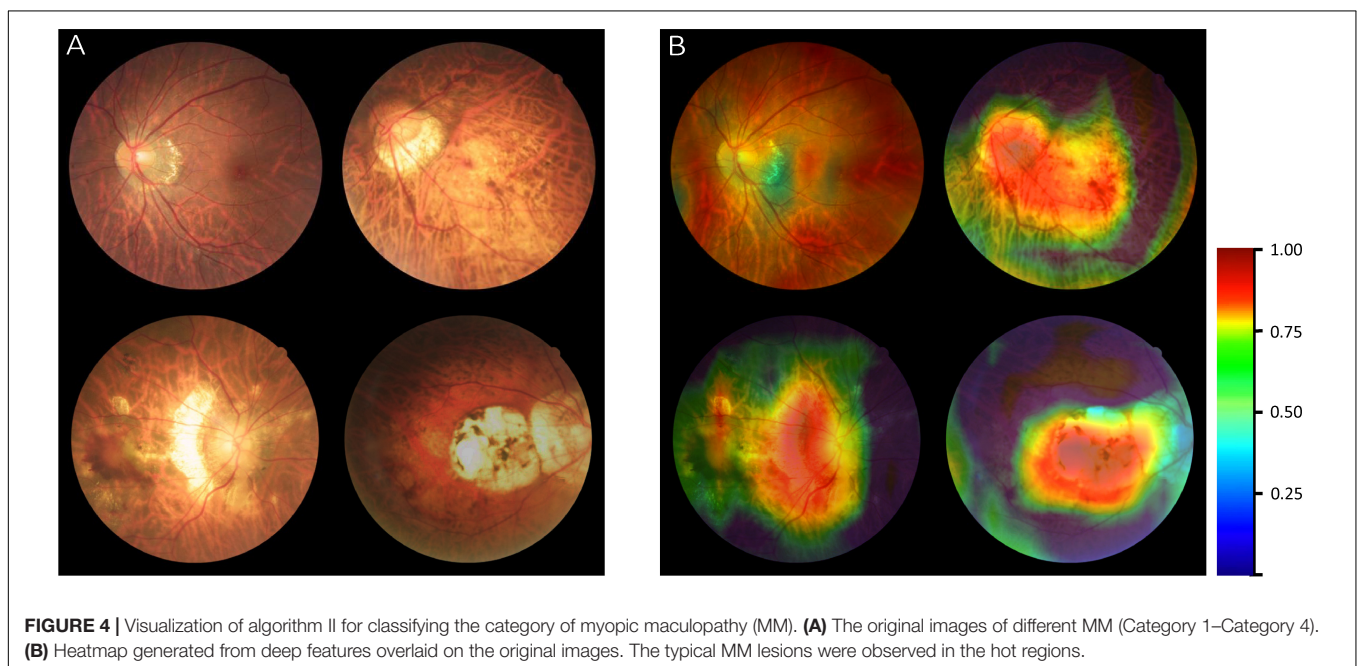 A
B
1.00
0.75
0.50
0.25
FIGURE 4 | Visualization of algorithm II for classifying the category of myopic maculopathy (MM). (A) The original images of different MM (Category 1–Category 4).
(B) Heatmap generated from deep features overlaid on the original images. The typical MM lesions were observed in the hot regions.